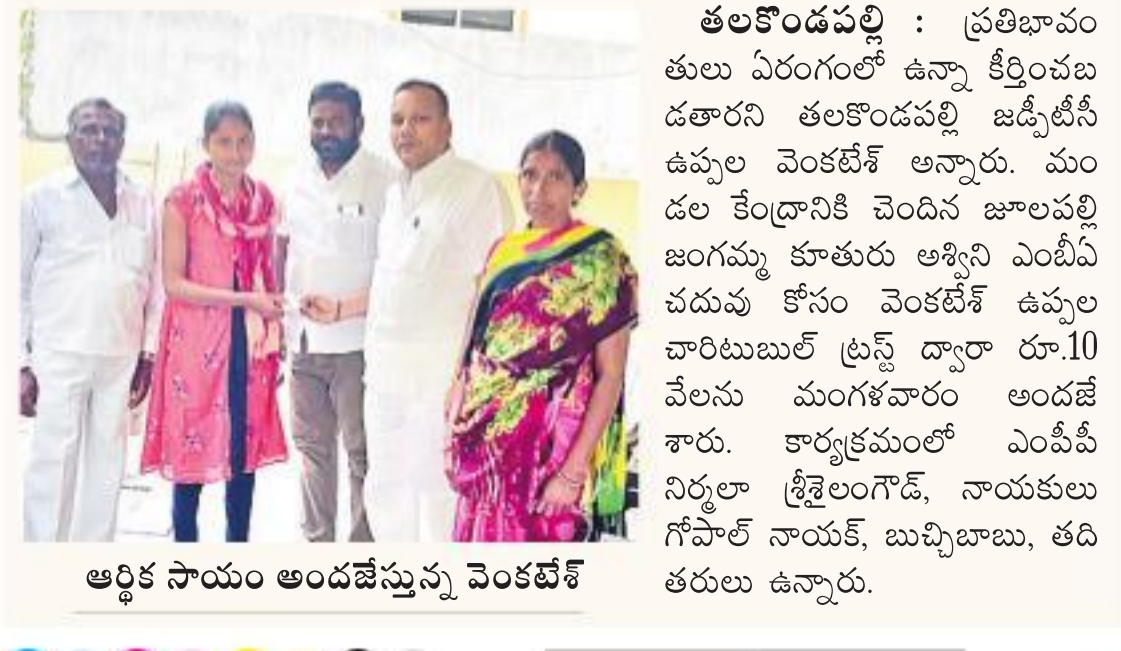 తలకొండపల్లి : ప్రతిభావం
తులు ఏరంగంలో ఉన్నా కీర్తించబ
డతారని తలకొండపల్లి జడ్పీటీసీ
ఉప్పల వెంకటేశ్ అన్నారు. మం
డల కేంద్రానికి చెందిన జూలపల్లి
జంగమ్మ కూతురు అశ్విని ఎంబీఏ
చదువు కోసం వెంకటేశ్ ఉప్పల
చారిటుబుల్ ట్రస్ట్ ద్వారా రూ.10
వేలను మంగళవారం అందజే
శారు. కార్యక్రమంలో ఎంపీపీ
నిర్మలా శ్రీశైలంగౌడ్, నాయకులు
గోపాల్ నాయక్, బుచ్చిబాబు, తది
తరులు ఉన్నారు.
ఆర్థిక సాయం అందజేస్తున్న వెంకటేశ్